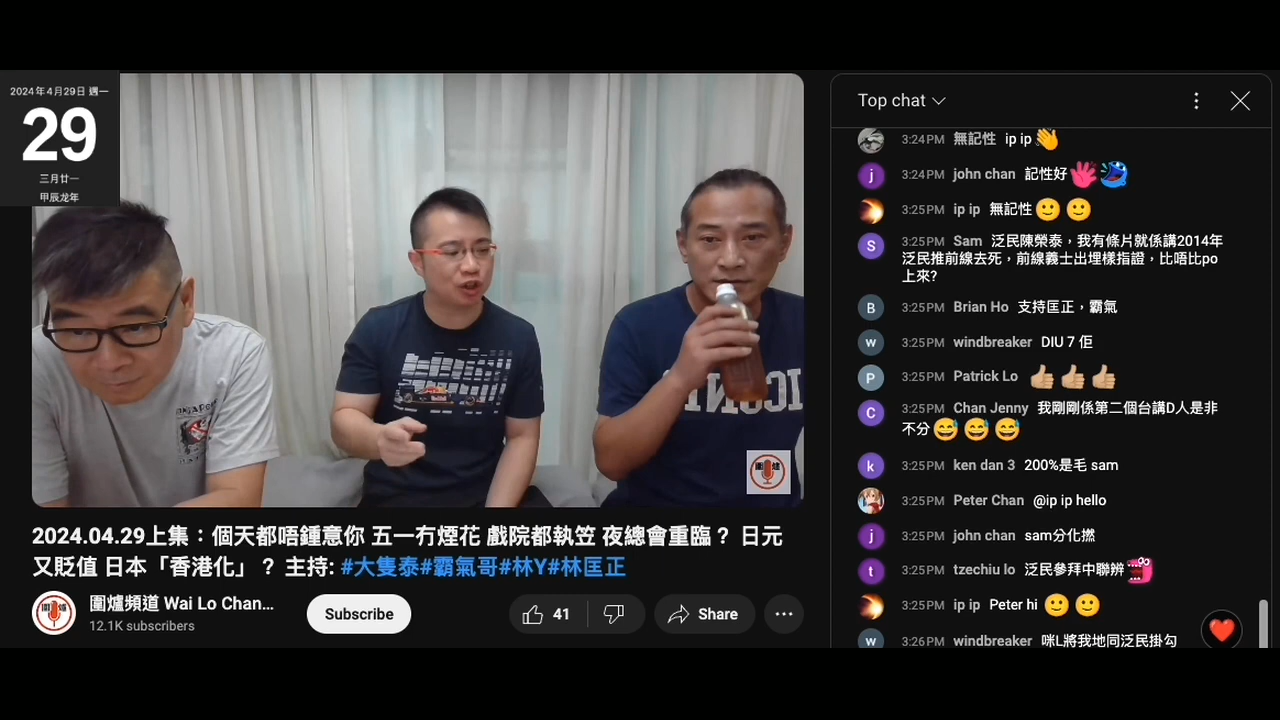 2024年4月29日 週一
29
三月廿一
甲辰龙年
SINGAPORE
ICONI
圍爐
2024.04.29上集：個天都唔鍾意你 五一冇煙花 戲院都執笠 夜總會重臨？ 日元
又貶值 日本「香港化」？ 主持: #大隻泰#霸氣哥#林Y#林匡正
圍爐
圍爐頻道 Wai Lo Chan...
12.1K subscribers
Subscribe
41
Share
Top chat
3:24PM 無記性 ip ip👋
j
3:24PM john chan 記性好
3:25PM ip ip 無記性🙂🙂
S
3:25PM Sam 泛民陳榮泰，我有條片就係講2014年
泛民推前線去死，前線義士出埋樣指證，比唔比po
上來?
B
3:25PM Brian Ho 支持匡正，霸氣
w
3:25PM windbreaker DIU 7 佢
P
3:25PM Patrick Lo 👍🏼👍🏼👍🏼
C
3:25PM Chan Jenny 我剛剛係第二個台講D人是非
不分😅😅😅
k
3:25PM ken dan 3 200%是毛 sam
3:25PM Peter Chan @ip ip hello
j
3:25PM john chan sam分化撚
t
3:25PM tzechiu lo 泛民參拜中聯辨
3:25PM ip ip Peter hi 🙂🙂
w
3:26PM windbreaker 咪L將我地同泛民掛勾